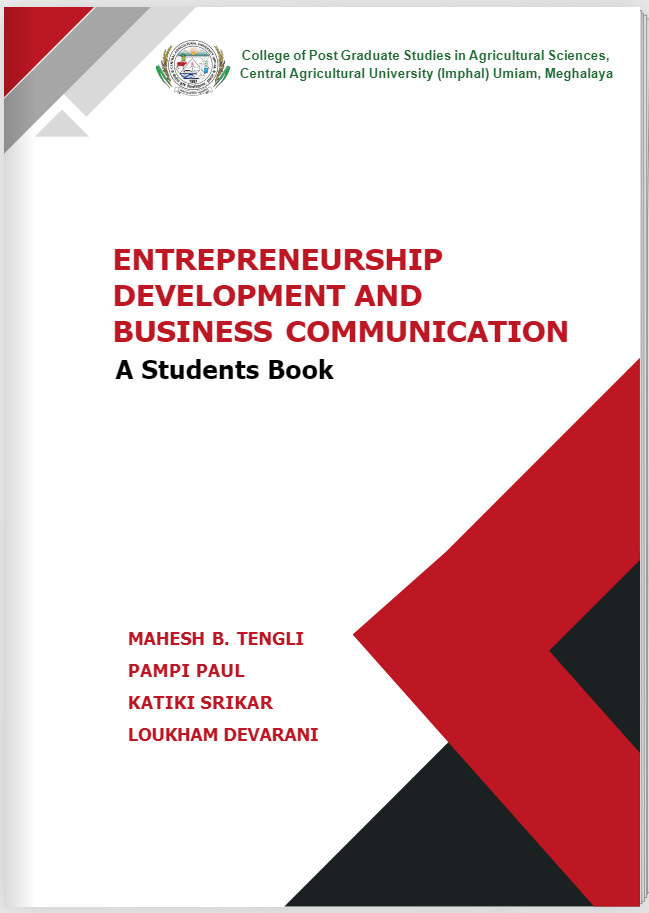 College of Post Graduate Studies in Agricultural Sciences,
Central Agricultural University (Imphal) Umiam, Meghalaya
ENTREPRENEURSHIP
DEVELOPMENT AND
BUSINESS COMMUNICATION
A Students Book
MAHESH B. TENGLI
PAMPI PAUL
KATIKI SRIKAR
LOUKHAM DEVARANI